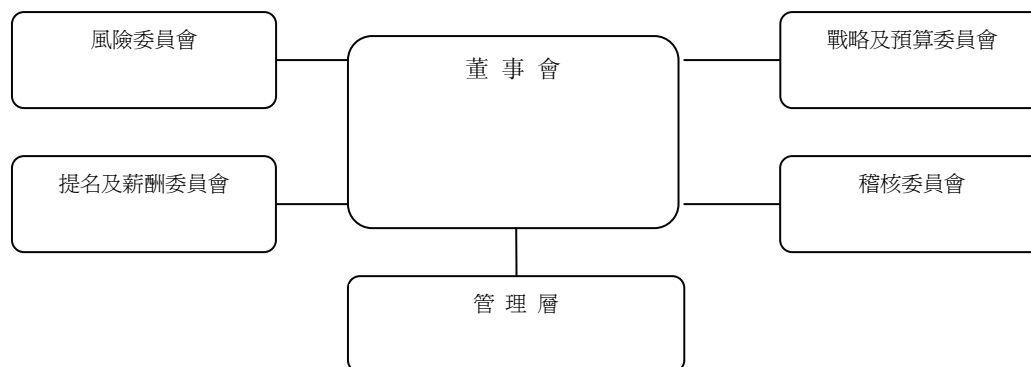 風險委員會
董事會
戰略及預算委員會
提名及薪酬委員會
稽核委員會
管理層